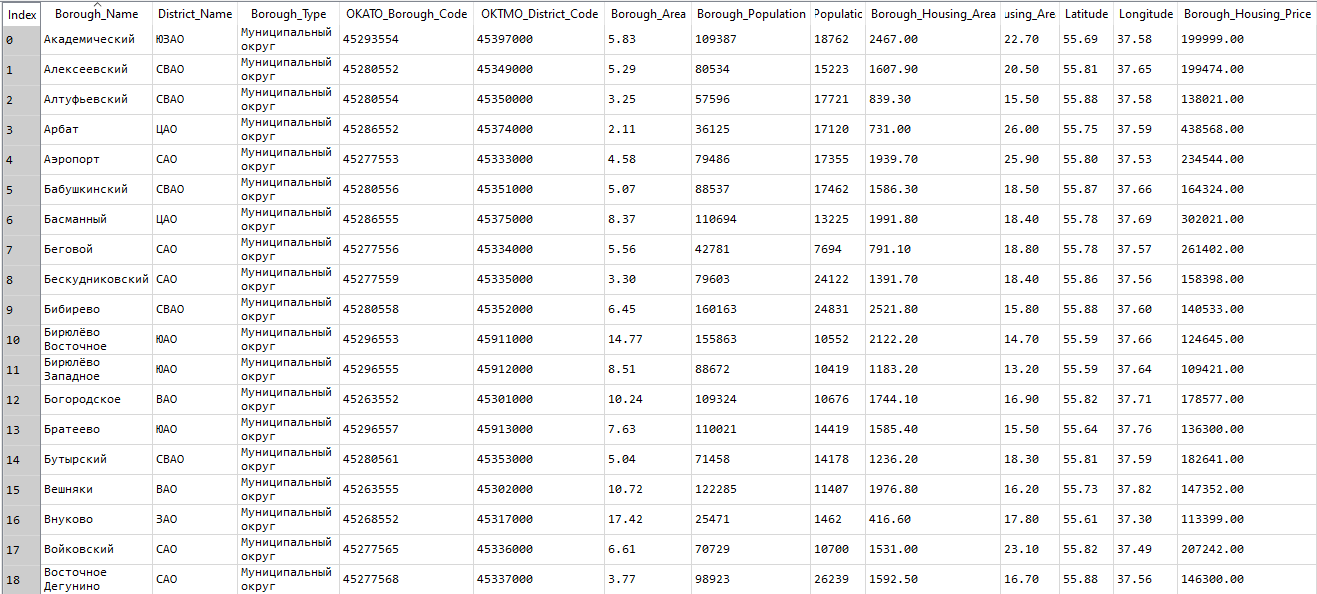 Index Borough_Name District_Name Borough_Type OKATO_Borough_Code OKTMO_District_Code Borough_Area Borough_Population Populatic Borough_Housing_Area using_Are Latitude Longitude Borough_Housing_Price
0 Академический ЮЗАО Муниципальный округ 45293554 45397000 5.83 109387 18762 2467.00 22.70 55.69 37.58 199999.00
1 Алексеевский СВАО Муниципальный округ 45280552 45349000 5.29 80534 15223 1607.90 20.50 55.81 37.65 199474.00
2 Алтуфьевский СВАО Муниципальный округ 45280554 45350000 3.25 57596 17721 839.30 15.50 55.88 37.58 138021.00
3 Арбат ЦАО Муниципальный округ 45286552 45374000 2.11 36125 17120 731.00 26.00 55.75 37.59 438568.00
4 Аэропорт САО Муниципальный округ 45277553 45333000 4.58 79486 17355 1939.70 25.90 55.80 37.53 234544.00
5 Бабушкинский СВАО Муниципальный округ 45280556 45351000 5.07 88537 17462 1586.30 18.50 55.87 37.66 164324.00
6 Басманный ЦАО Муниципальный округ 45286555 45375000 8.37 110694 13225 1991.80 18.40 55.78 37.69 302021.00
7 Беговой САО Муниципальный округ 45277556 45334000 5.56 42781 7694 791.10 18.80 55.78 37.57 261402.00
8 Бескудниковский САО Муниципальный округ 45277559 45335000 3.30 79603 24122 1391.70 18.40 55.86 37.56 158398.00
9 Бибирево СВАО Муниципальный округ 45280558 45352000 6.45 160163 24831 2521.80 15.80 55.88 37.60 140533.00
10 Бирюлёво Восточное ЮАО Муниципальный округ 45296553 45911000 14.77 155863 10552 2122.20 14.70 55.59 37.66 124645.00
11 Бирюлёво Западное ЮАО Муниципальный округ 45296555 45912000 8.51 88672 10419 1183.20 13.20 55.59 37.64 109421.00
12 Богородское ВАО Муниципальный округ 45263552 45301000 10.24 109324 10676 1744.10 16.90 55.82 37.71 178577.00
13 Братеево ЮАО Муниципальный округ 45296557 45913000 7.63 110021 14419 1585.40 15.50 55.64 37.76 136300.00
14 Бутырский СВАО Муниципальный округ 45280561 45353000 5.04 71458 14178 1236.20 18.30 55.81 37.59 182641.00
15 Вешняки ВАО Муниципальный округ 45263555 45302000 10.72 122285 11407 1976.80 16.20 55.73 37.82 147352.00
16 Внуково ЗАО Муниципальный округ 45268552 45317000 17.42 25471 1462 416.60 17.80 55.61 37.30 113399.00
17 Войковский САО Муниципальный округ 45277565 45336000 6.61 70729 10700 1531.00 23.10 55.82 37.49 207242.00
18 Восточное Дегунино САО Муниципальный округ 45277568 45337000 3.77 98923 26239 1592.50 16.70 55.88 37.56 146300.00